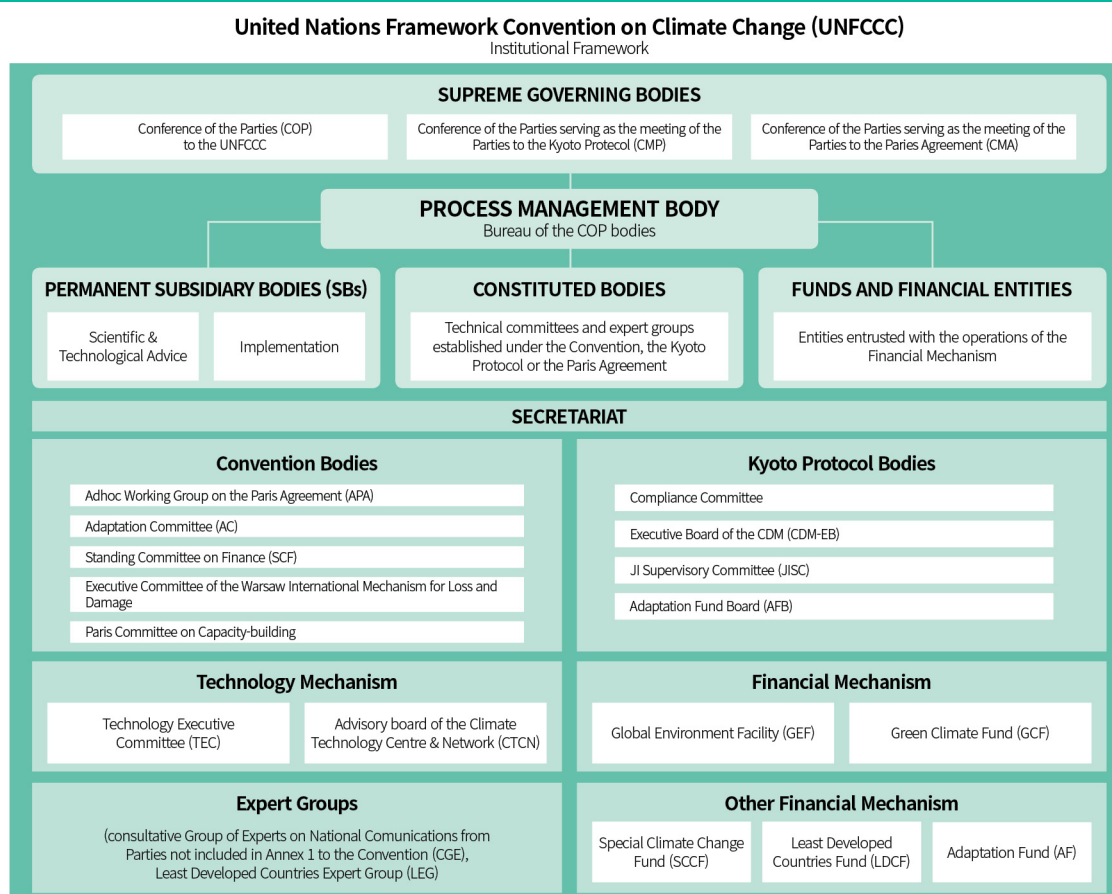 United Nations Framework Convention on Climate Change (UNFCCC)
Institutional Framework
SUPREME GOVERNING BODIES
Conference of the Parties (COP)
to the UNFCCC
Conference of the Parties serving as the meeting of the
Parties to the Kyoto Protecol (CMP)
Conference of the Parties serving as the meeting of the
Parties to the Paries Agreement (CMA)
PROCESS MANAGEMENT BODY
Bureau of the COP bodies
PERMANENT SUBSIDIARY BODIES (SBs)
Scientific &
Technological Advice
Implementation
CONSTITUTED BODIES
Technical committees and expert groups
established under the Convention, the Kyoto
Protocol or the Paris Agreement
FUNDS AND FINANCIAL ENTITIES
Entities entrusted with the operations of the
Financial Mechanism
SECRETARIAT
Convention Bodies
Adhoc Working Group on the Paris Agreement (APA)
Adaptation Committee (AC)
Standing Committee on Finance (SCF)
Executive Committee of the Warsaw International Mechanism for Loss and
Damage
Paris Committee on Capacity-building
Kyoto Protocol Bodies
Compliance Committee
Executive Board of the CDM (CDM-EB)
JI Supervisory Committee (JISC)
Adaptation Fund Board (AFB)
Technology Mechanism
Technology Executive
Committee (TEC)
Advisory board of the Climate
Technology Centre & Network (CTCN)
Financial Mechanism
Global Environment Facility (GEF)
Green Climate Fund (GCF)
Expert Groups
(consultative Group of Experts on National Comunications from
Parties not included in Annex 1 to the Convention (CGE),
Least Developed Countries Expert Group (LEG)
Other Financial Mechanism
Special Climate Change
Fund (SCCF)
Least Developed
Countries Fund (LDCF)
Adaptation Fund (AF)